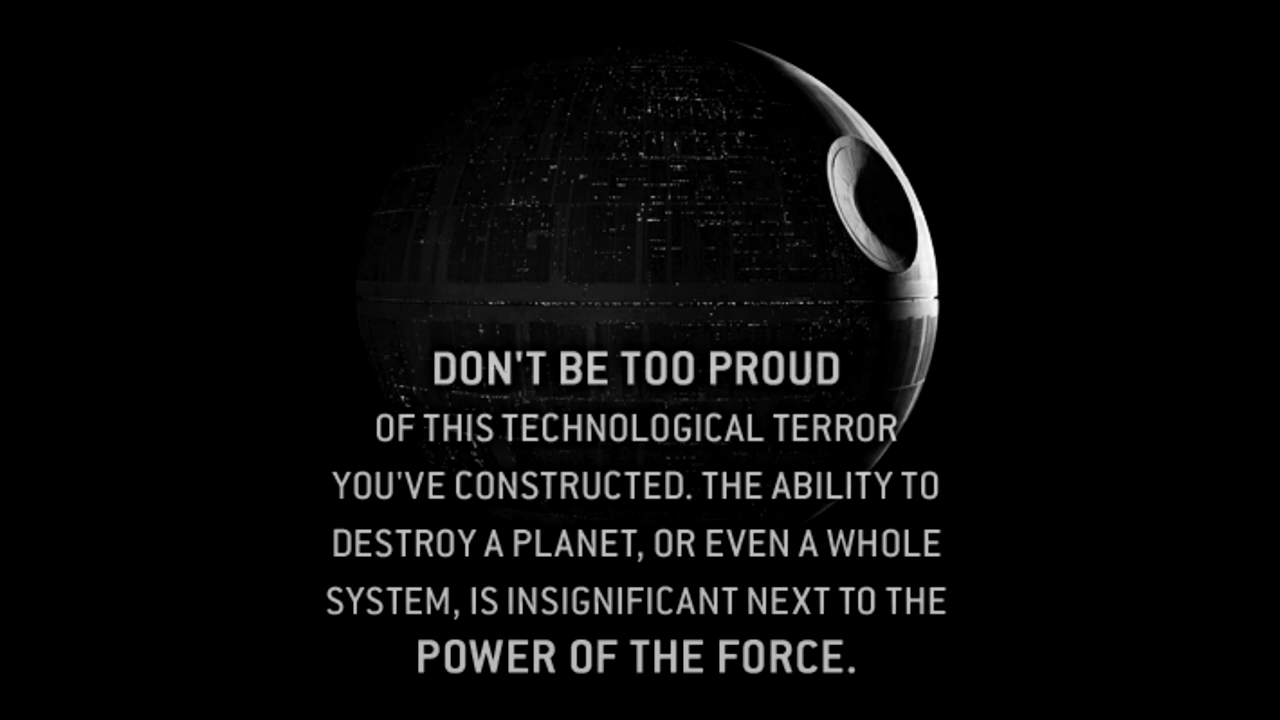 DON'T BE TOO PROUD
OF THIS TECHNOLOGICAL TERROR
YOU'VE CONSTRUCTED. THE ABILITY TO
DESTROY A PLANET, OR EVEN A WHOLE
SYSTEM, IS INSIGNIFICANT NEXT TO THE
POWER OF THE FORCE.